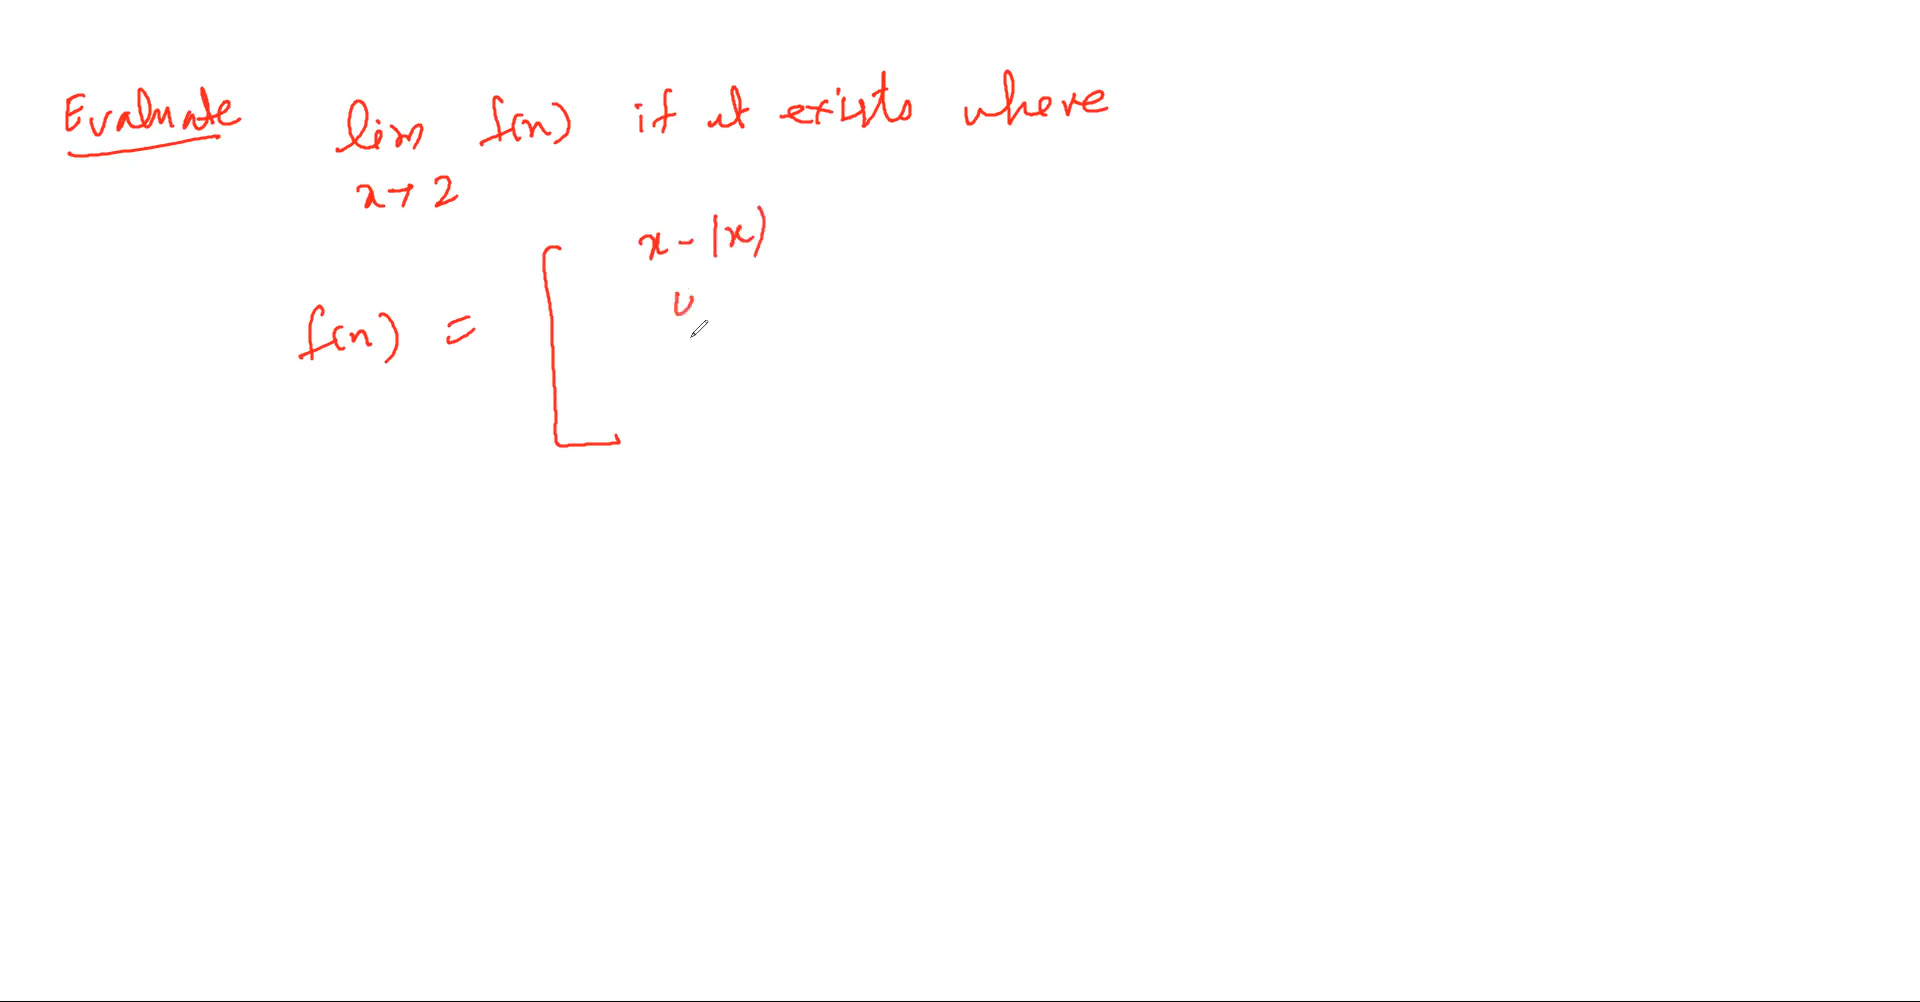 Evaluate lim f(x) if it exists where
x→2
x - |x|
f(x) =